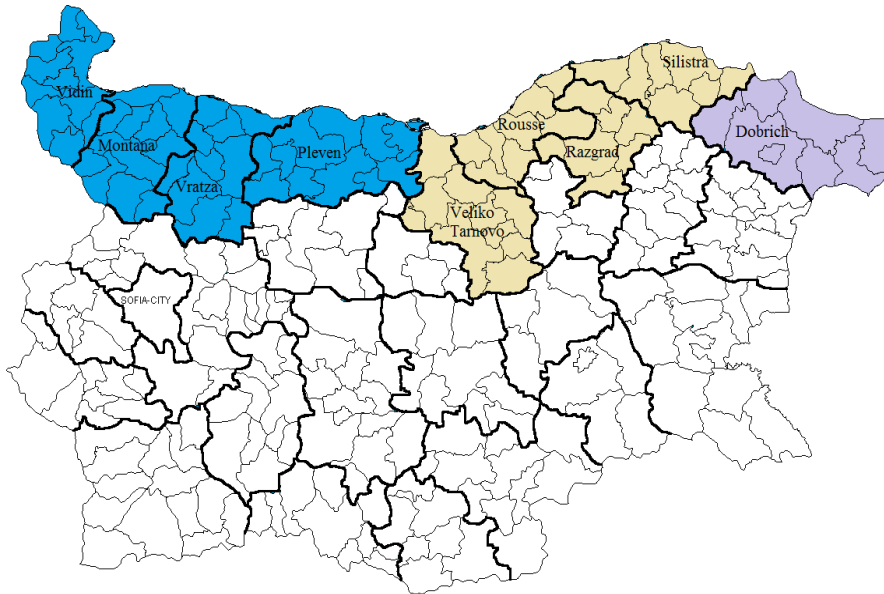 Silistra
Vidin
Rousse
Dobrich
Montana
Pleven
Razgrad
Vratza
Veliko
Tarnovo
SOFIA-CITY